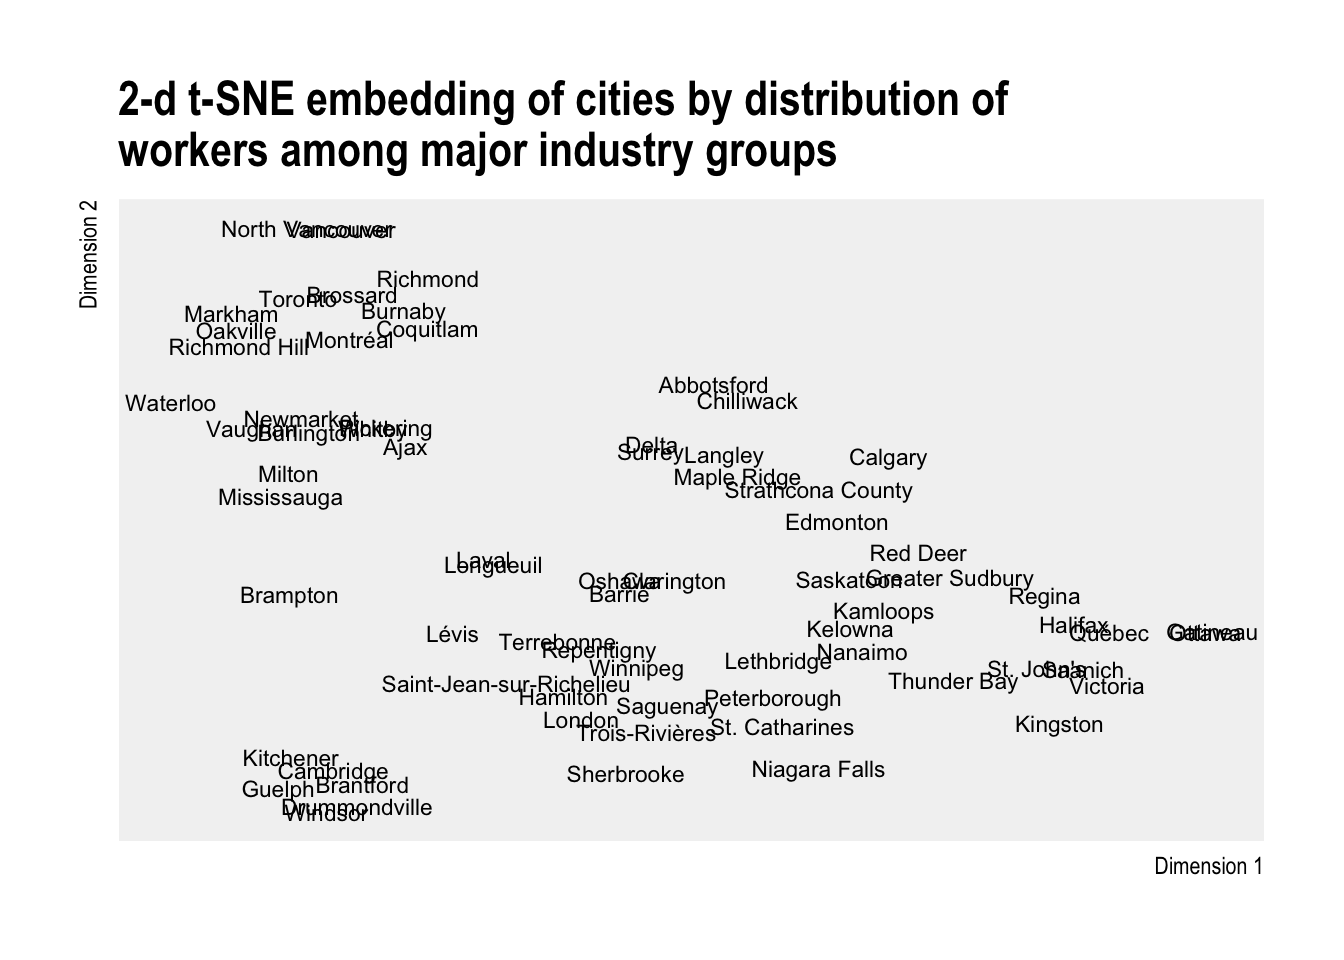 2-d t-SNE embedding of cities by distribution of
workers among major industry groups
Dimension 2
North Vancouver
Vancouver
Richmond
Brossard
Toronto
Burnaby
Markham
Coquitlam
Oakville
Montréal
Richmond Hill
Abbotsford
Chilliwack
Waterloo
Newmarket
Vaughan
Burlington
Whitby
Pickering
Ajax
Delta
Surrey
Langley
Calgary
Milton
Maple Ridge
Strathcona County
Mississauga
Edmonton
Red Deer
Laval
Longueuil
Oshawa
Clarington
Saskatoon
Greater Sudbury
Barrie
Brampton
Regina
Kamloops
Halifax
Kelowna
Québec
Gatineau
Ottawa
Lévis
Terrebonne
Repentigny
Nanaimo
Lethbridge
Winnipeg
St. John's
Saanich
Thunder Bay
Saint-Jean-sur-Richelieu
Victoria
Hamilton
Peterborough
Saguenay
London
Kingston
St. Catharines
Trois-Rivières
Kitchener
Niagara Falls
Cambridge
Sherbrooke
Brantford
Guelph
Drummondville
Windsor
Dimension 1